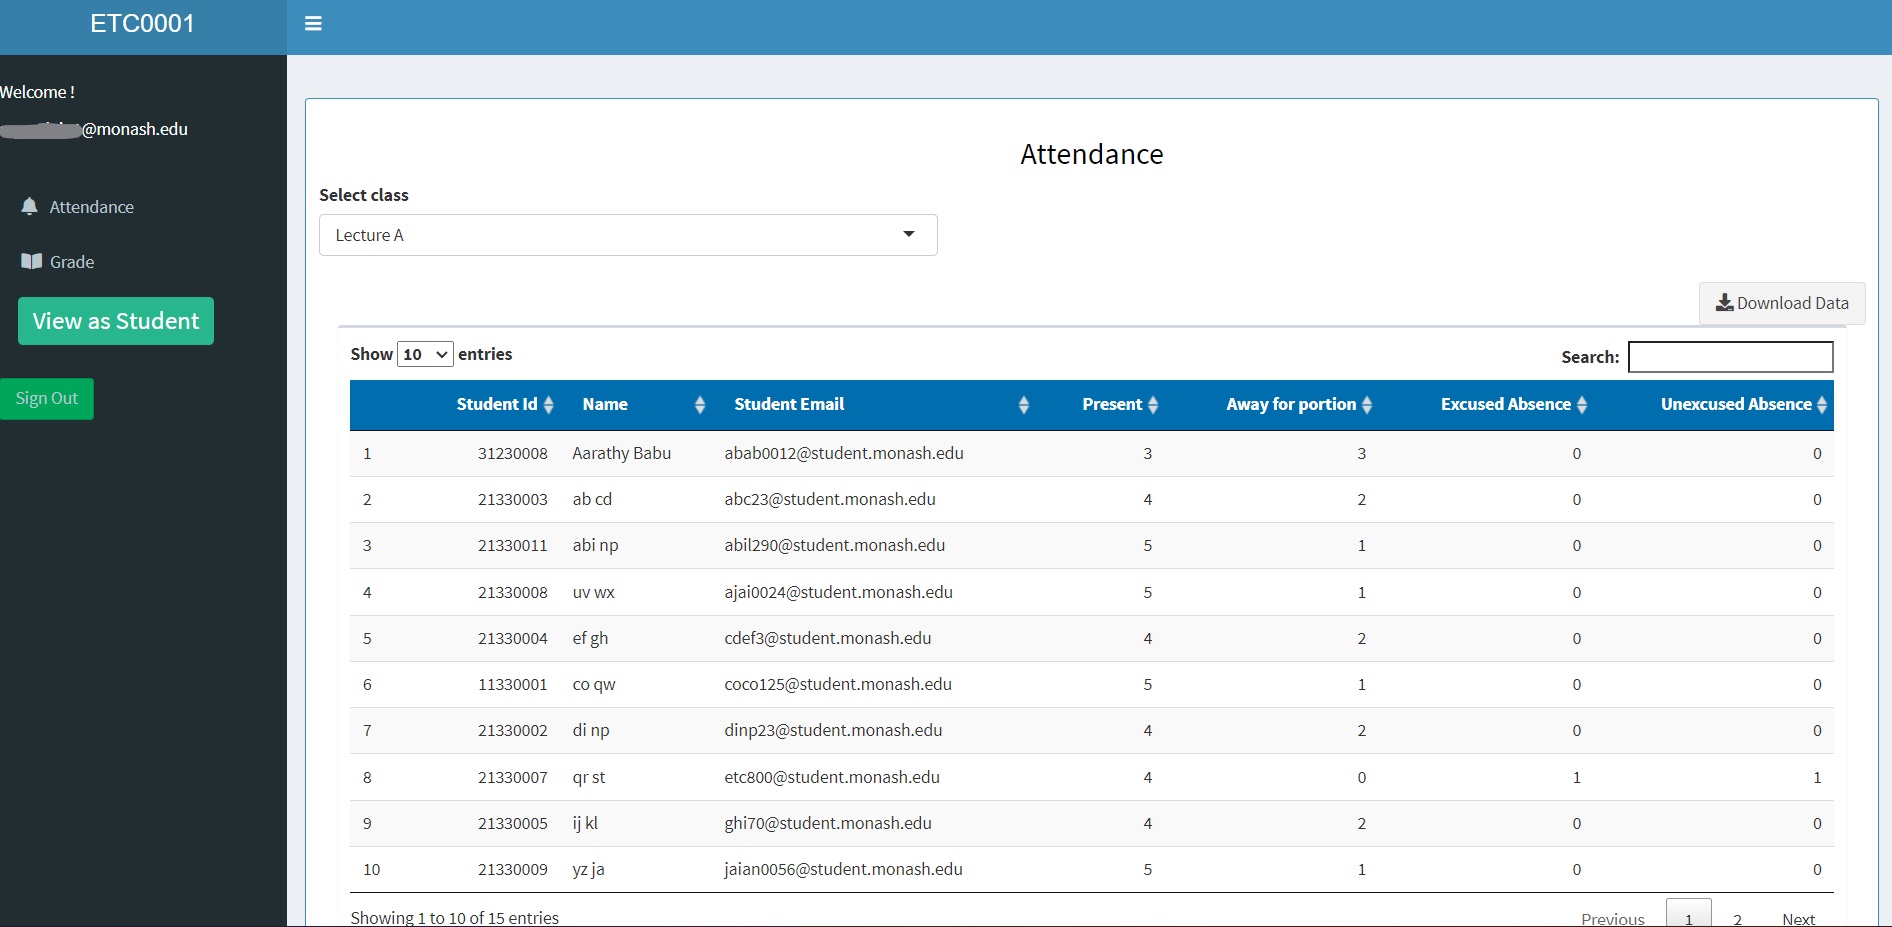 ETC0001
Welcome !
@monash.edu
Attendance
Grade
View as Student
Sign Out
Attendance
Select class
Lecture A
Download Data
Show 10 entries
Search:
Student Id Name Student Email Present Away for portion Excused Absence Unexcused Absence
1 31230008 Aarathy Babu abab0012@student.monash.edu 3 3 0 0
2 21330003 ab cd abc23@student.monash.edu 4 2 0 0
3 21330011 abi np abil290@student.monash.edu 5 1 0 0
4 21330008 uv wx ajai0024@student.monash.edu 5 1 0 0
5 21330004 ef gh cdef3@student.monash.edu 4 2 0 0
6 11330001 co qw coco125@student.monash.edu 5 1 0 0
7 21330002 di np dinp23@student.monash.edu 4 2 0 0
8 21330007 qr st etc800@student.monash.edu 4 0 1 1
9 21330005 ij kl ghi70@student.monash.edu 4 2 0 0
10 21330009 yz ja jaian0056@student.monash.edu 5 1 0 0
Showing 1 to 10 of 15 entries
Previous 1 2 Next